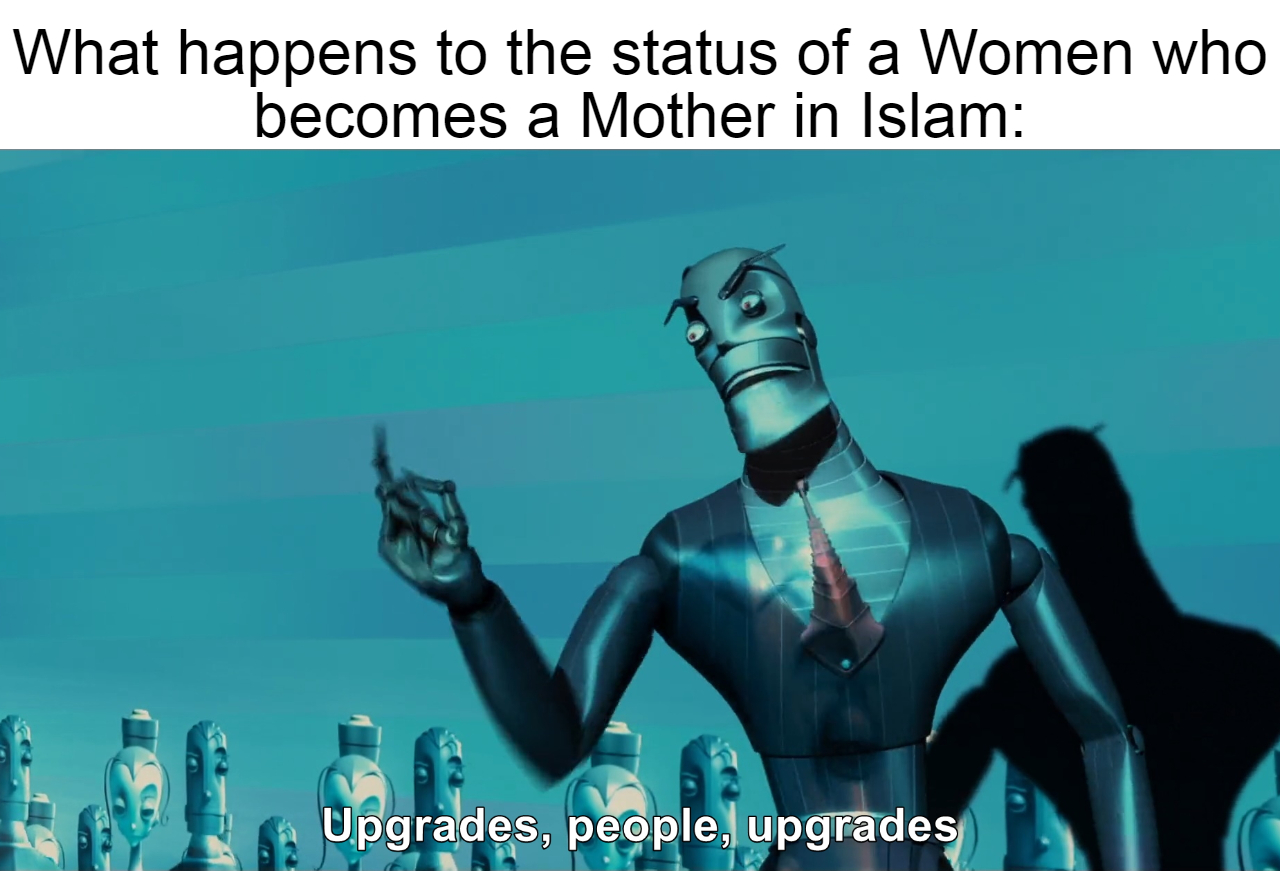 What happens to the status of a Women who
becomes a Mother in Islam:
Upgrades, people, upgrades